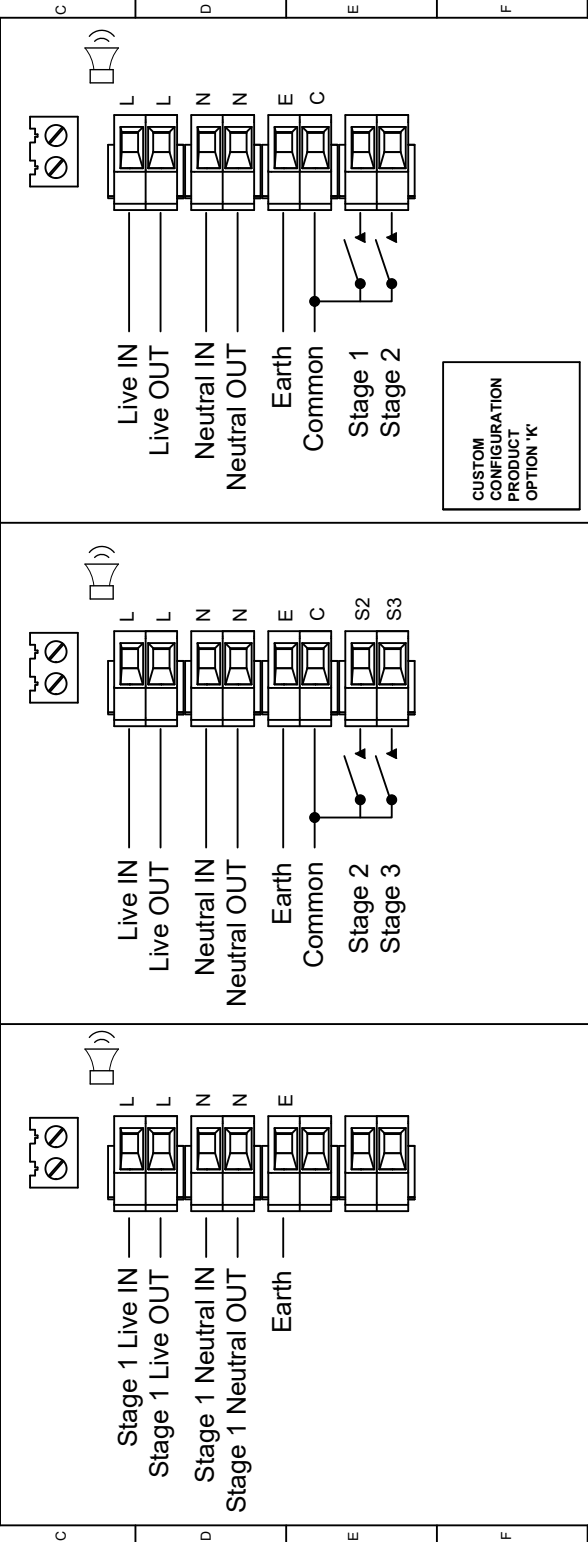 C
D
E
F
Stage 1 Live IN L
Stage 1 Live OUT L
Stage 1 Neutral IN N
Stage 1 Neutral OUT N
Earth E
Live IN L
Live OUT L
Neutral IN N
Neutral OUT N
Earth E
Common C
Stage 2 S2
Stage 3 S3
Live IN L
Live OUT L
Neutral IN N
Neutral OUT N
Earth E
Common C
Stage 1
Stage 2
CUSTOM
CONFIGURATION
PRODUCT
OPTION 'K'
C
D
E
F